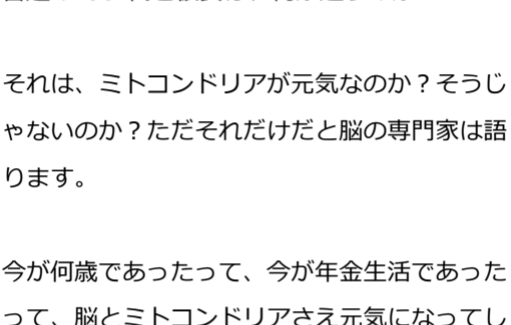 それは、ミトコンドリアが元気なのか？そうじ
ゃないのか？ただそれだけだと脳の専門家は語
ります。
今が何歳であったって、今が年金生活であった
って、脳とミトコンドリアさえ元気になってし